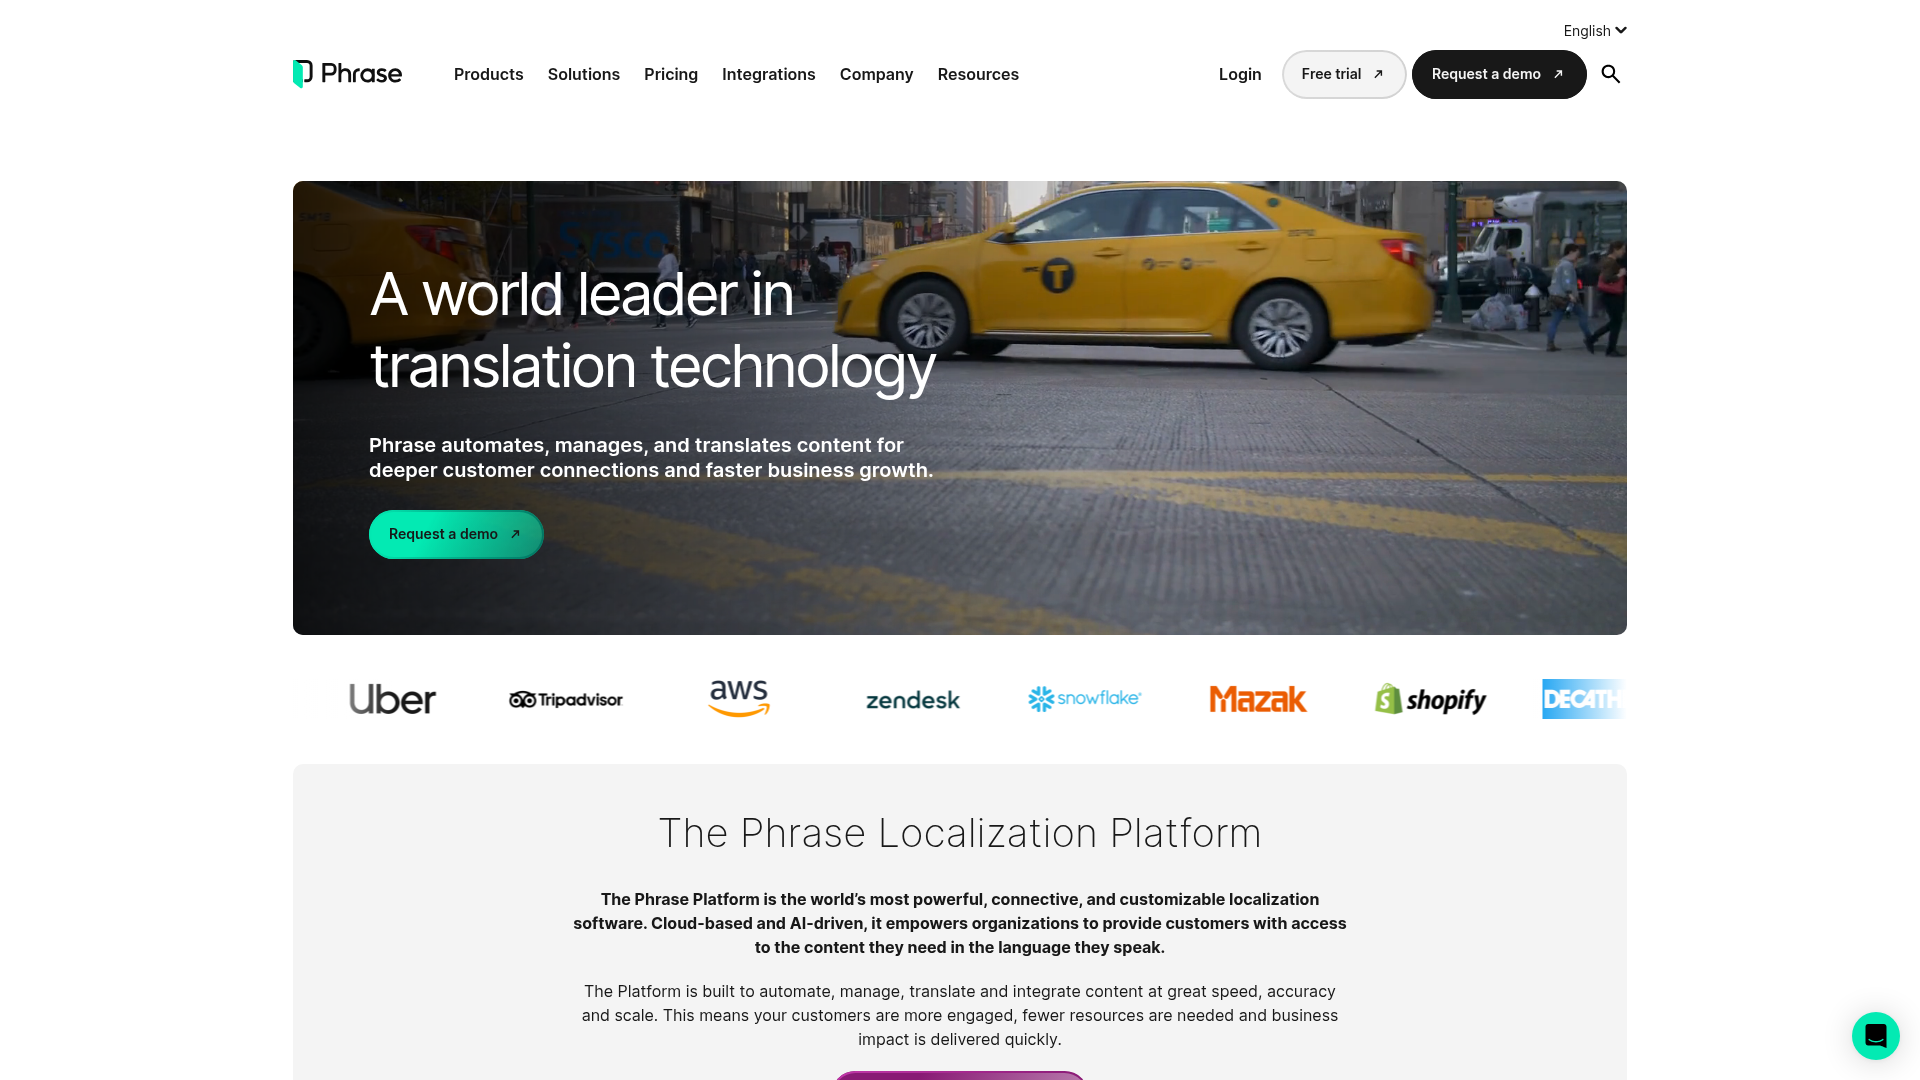 English
Phrase
Products
Solutions
Pricing
Integrations
Company
Resources
Login
Free trial
Request a demo
A world leader in
translation technology
Phrase automates, manages, and translates content for
deeper customer connections and faster business growth.
Request a demo
Uber
Tripadvisor
aws
zendesk
snowflake
Mazak
shopify
DECATH
The Phrase Localization Platform
The Phrase Platform is the world’s most powerful, connective, and customizable localization
software. Cloud-based and AI-driven, it empowers organizations to provide customers with access
to the content they need in the language they speak.
The Platform is built to automate, manage, translate and integrate content at great speed, accuracy
and scale. This means your customers are more engaged, fewer resources are needed and business
impact is delivered quickly.